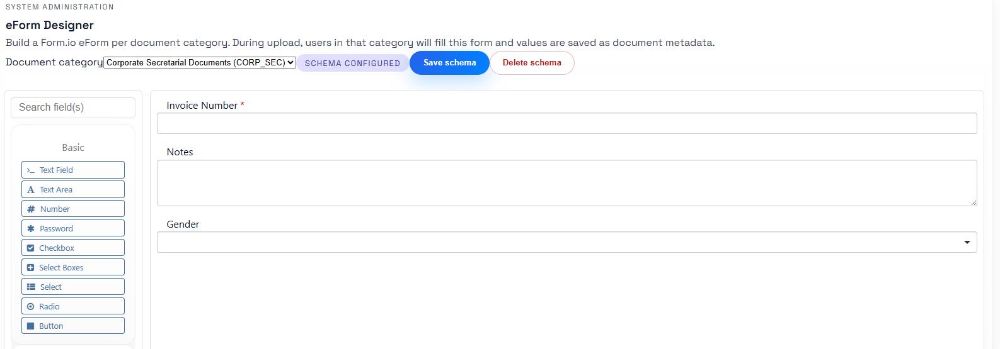 SYSTEM ADMINISTRATION
eForm Designer
Build a Form.io eForm per document category. During upload, users in that category will fill this form and values are saved as document metadata.
Document category Corporate Secretarial Documents (CORP_SEC) SCHEMA CONFIGURED Save schema Delete schema
Search field(s)
Basic
Text Field
Text Area
Number
Password
Checkbox
Select Boxes
Select
Radio
Button
Invoice Number *
Notes
Gender